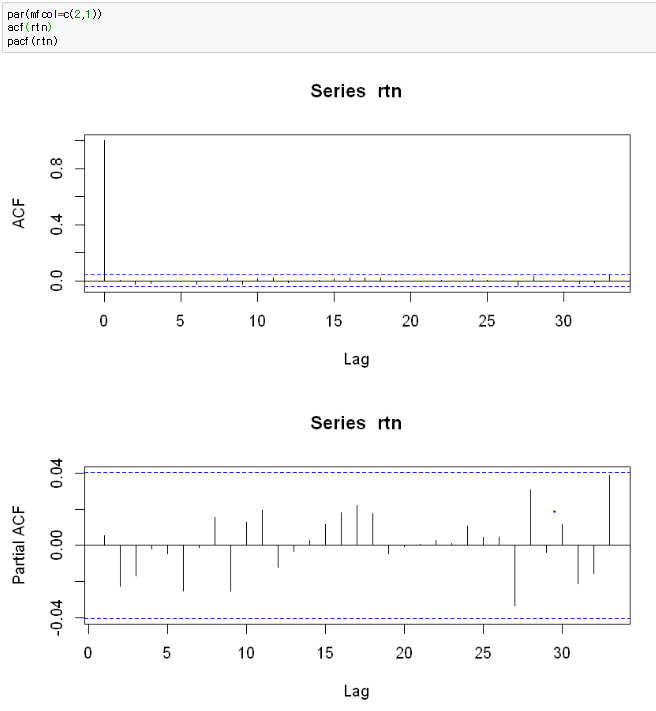 par(mfcol=c(2,1))
acf(rtn)
pacf(rtn)
Series rtn
ACF
0.8
0.4
0.0
0 5 10 15 20 25 30
Lag
Series rtn
Partial ACF
0.04
0.00
-0.04
0 5 10 15 20 25 30
Lag